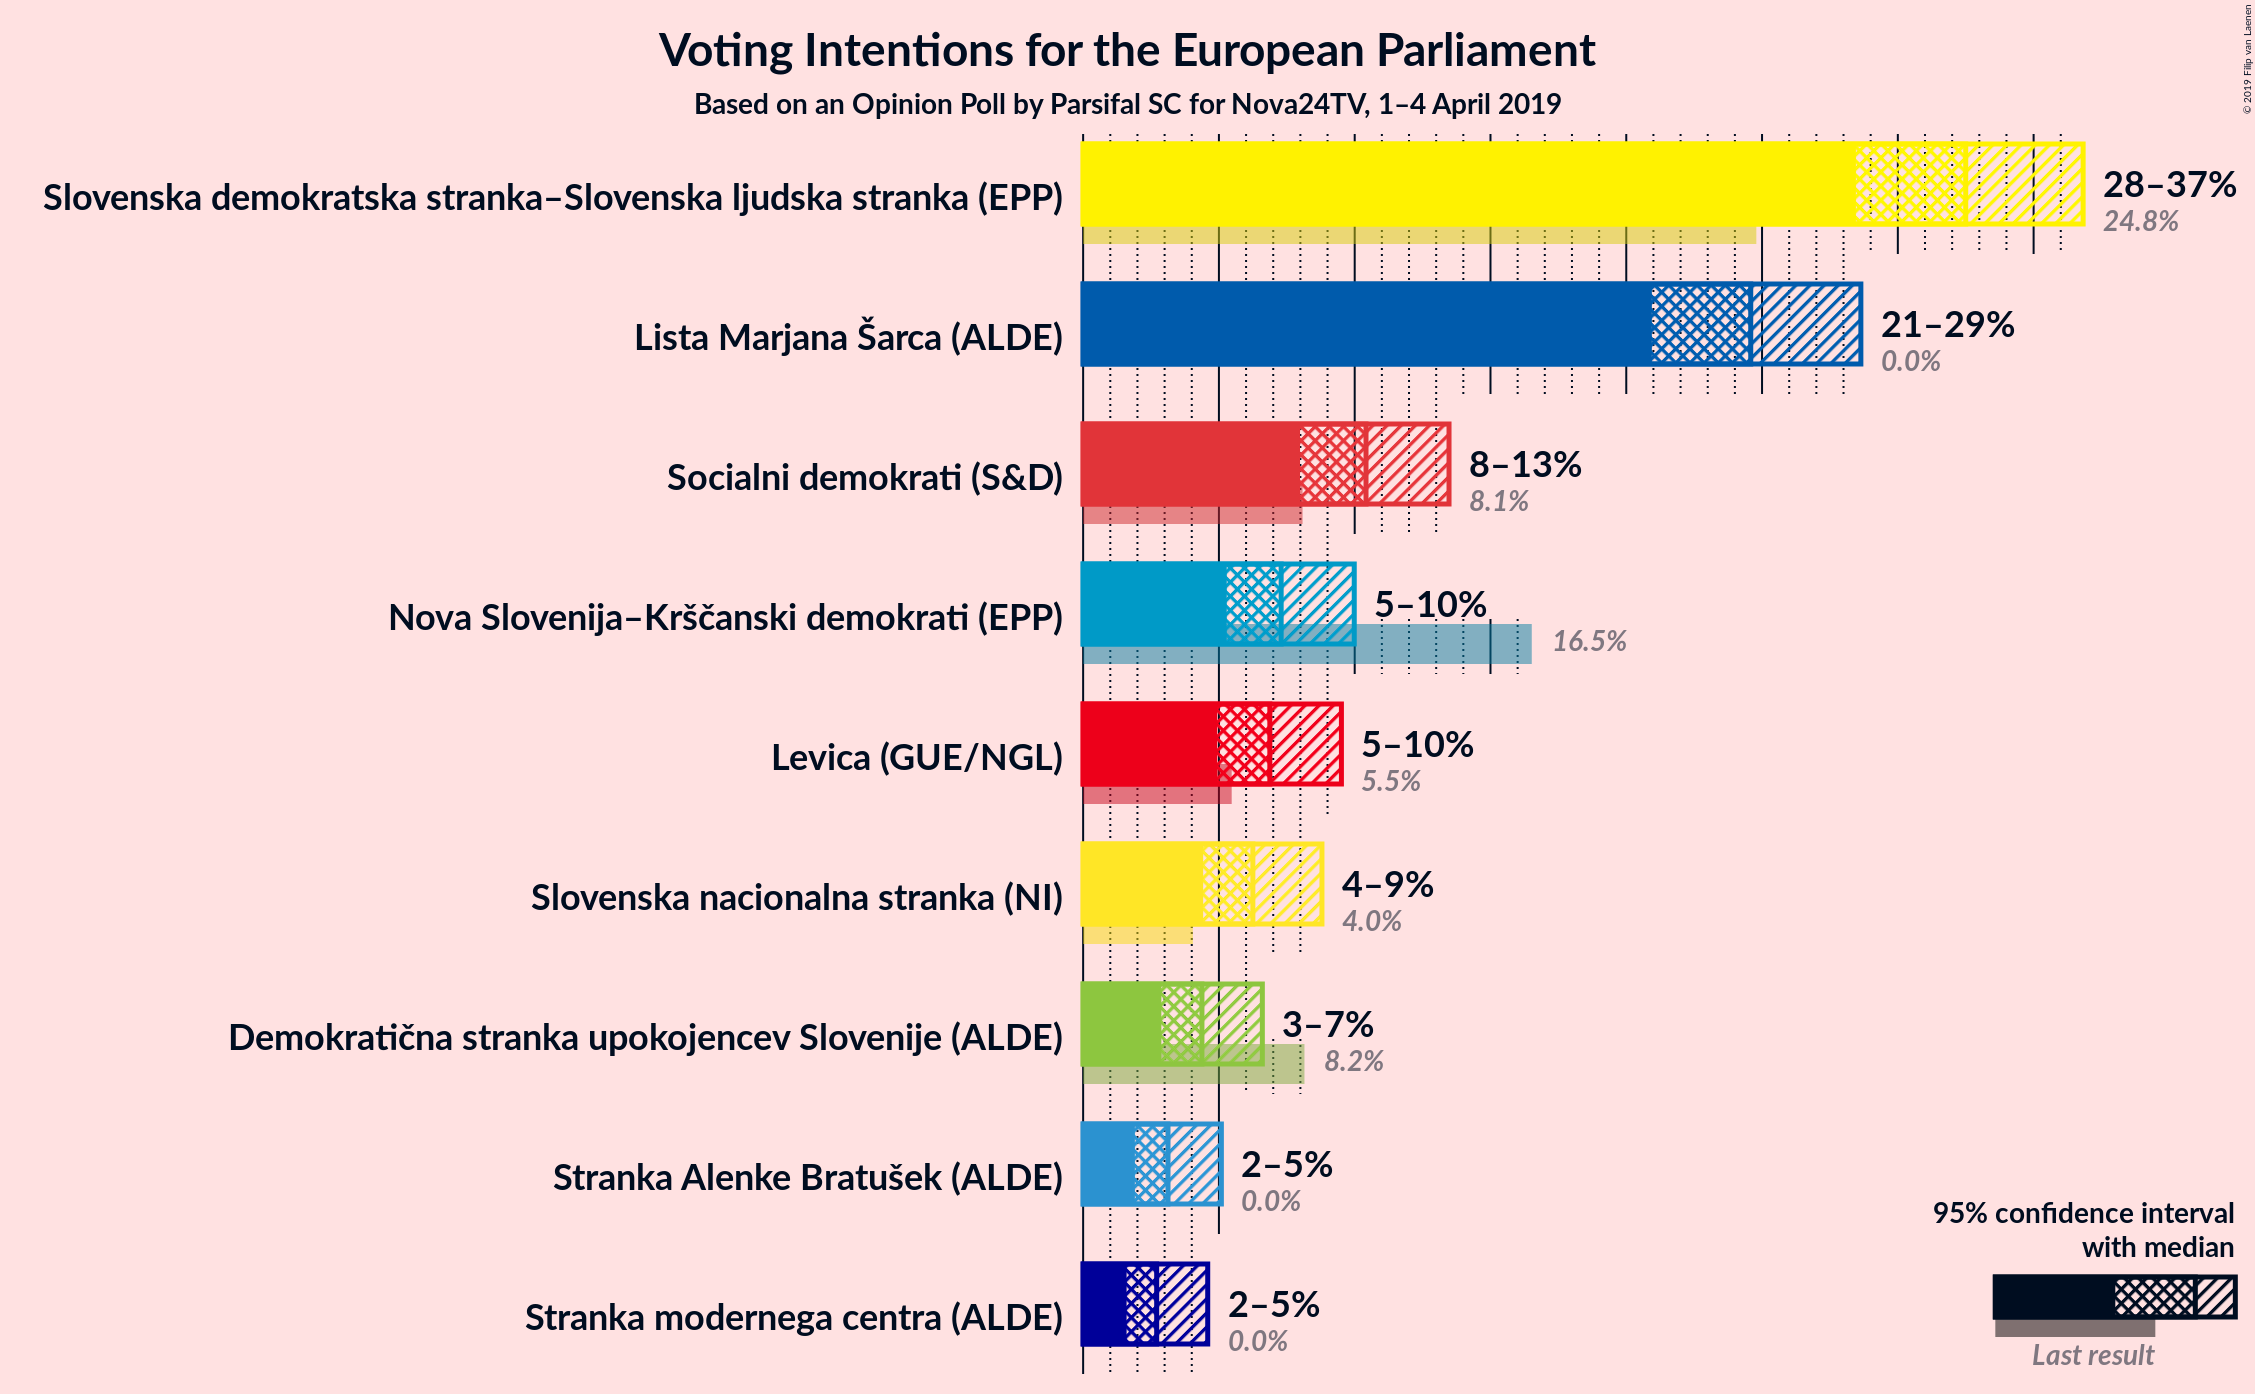 Voting Intentions for the European Parliament
Based on an Opinion Poll by Parsifal SC for Nova24TV, 1–4 April 2019
© 2019 Filip van Laenen
Slovenska demokratska stranka–Slovenska ljudska stranka (EPP)
28–37%
24.8%
Lista Marjana Šarca (ALDE)
21–29%
0.0%
Socialni demokrati (S&D)
8–13%
8.1%
Nova Slovenija–Krščanski demokrati (EPP)
5–10%
16.5%
Levica (GUE/NGL)
5–10%
5.5%
Slovenska nacionalna stranka (NI)
4–9%
4.0%
Demokratična stranka upokojencev Slovenije (ALDE)
3–7%
8.2%
Stranka Alenke Bratušek (ALDE)
2–5%
0.0%
Stranka modernega centra (ALDE)
2–5%
0.0%
95% confidence interval
with median
Last result